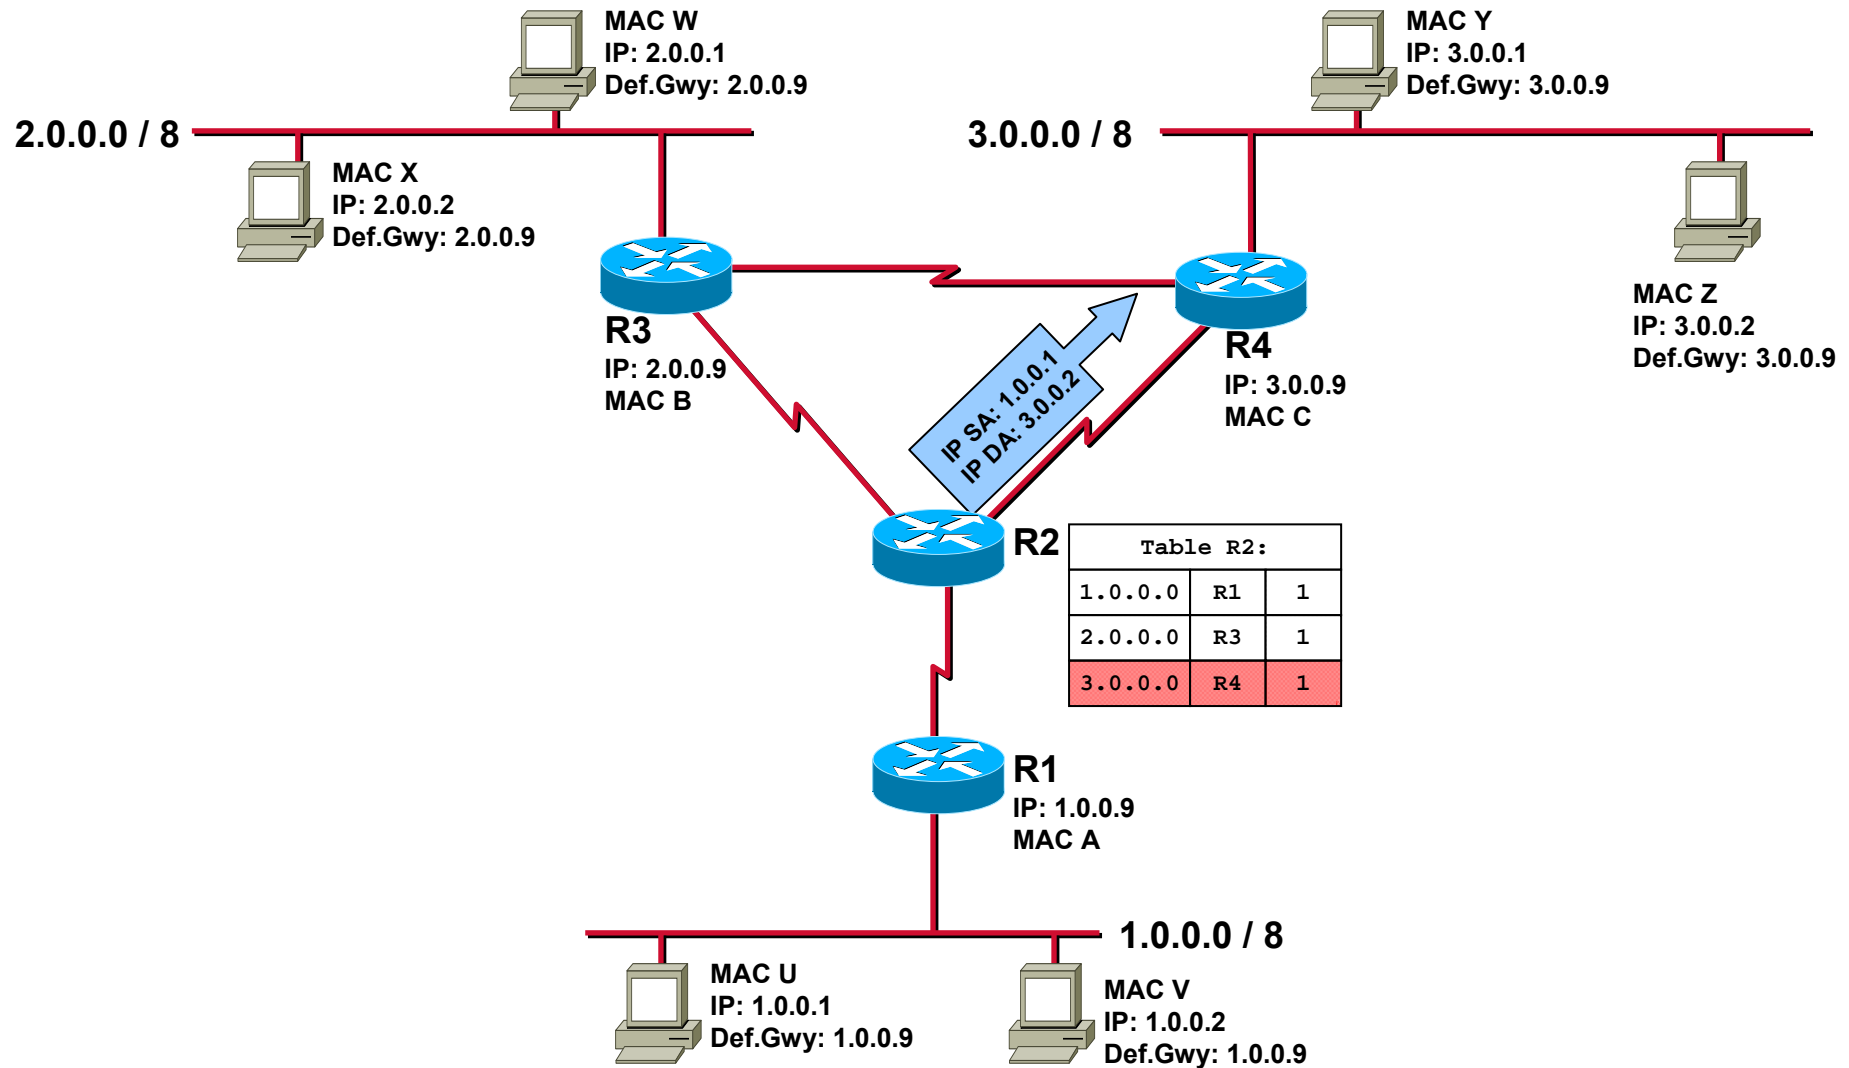 MAC W
IP: 2.0.0.1
Def.Gwy: 2.0.0.9
MAC Y
IP: 3.0.0.1
Def.Gwy: 3.0.0.9
2.0.0.0 / 8
3.0.0.0 / 8
MAC X
IP: 2.0.0.2
Def.Gwy: 2.0.0.9
MAC Z
IP: 3.0.0.2
Def.Gwy: 3.0.0.9
R3
IP: 2.0.0.9
MAC B
R4
IP: 3.0.0.9
MAC C
IP SA: 1.0.0.1
IP DA: 3.0.0.2
R2
Table R2:
1.0.0.0 R1 1
2.0.0.0 R3 1
3.0.0.0 R4 1
R1
IP: 1.0.0.9
MAC A
1.0.0.0 / 8
MAC U
IP: 1.0.0.1
Def.Gwy: 1.0.0.9
MAC V
IP: 1.0.0.2
Def.Gwy: 1.0.0.9